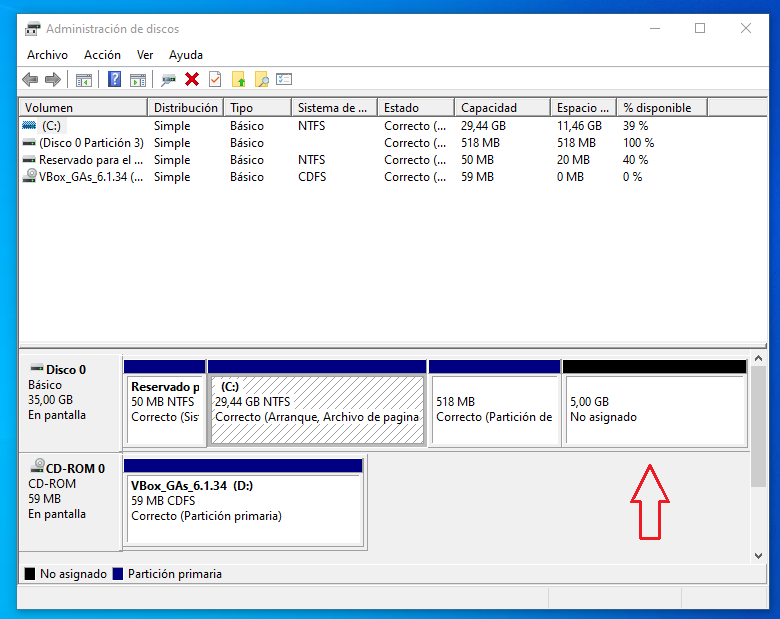 Administración de discos
Archivo Acción Ver Ayuda
Volumen Distribución Tipo Sistema de ... Estado Capacidad Espacio ... % disponible
(C:) Simple Básico NTFS Correcto (... 29,44 GB 11,46 GB 39 %
(Disco 0 Partición 3) Simple Básico Correcto (... 518 MB 518 MB 100 %
Reservado para el ... Simple Básico NTFS Correcto (... 50 MB 20 MB 40 %
VBox_GAs_6.1.34 (... Simple Básico CDFS Correcto (... 59 MB 0 MB 0 %
Disco 0
Básico
35,00 GB
En pantalla
Reservado p
50 MB NTFS
Correcto (Sis
(C:)
29,44 GB NTFS
Correcto (Arranque, Archivo de pagina
518 MB
Correcto (Partición de
5,00 GB
No asignado
CD-ROM 0
CD-ROM
59 MB
En pantalla
VBox_GAs_6.1.34 (D:)
59 MB CDFS
Correcto (Partición primaria)
No asignado Partición primaria